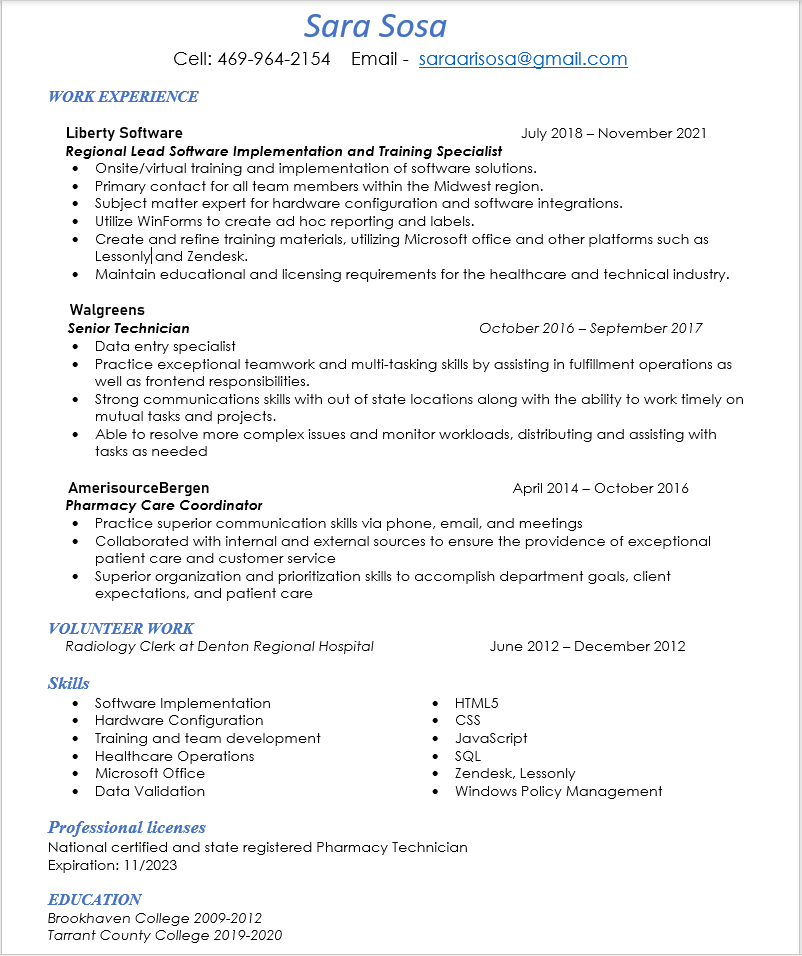 Sara Sosa
Cell: 469-964-2154 Email - saraarisosa@gmail.com
WORK EXPERIENCE
Liberty Software July 2018 – November 2021
Regional Lead Software Implementation and Training Specialist
• Onsite/virtual training and implementation of software solutions.
• Primary contact for all team members within the Midwest region.
• Subject matter expert for hardware configuration and software integrations.
• Utilize WinForms to create ad hoc reporting and labels.
• Create and refine training materials, utilizing Microsoft office and other platforms such as
Lessonly and Zendesk.
• Maintain educational and licensing requirements for the healthcare and technical industry.
Walgreens
Senior Technician October 2016 – September 2017
• Data entry specialist
• Practice exceptional teamwork and multi-tasking skills by assisting in fulfillment operations as
well as frontend responsibilities.
• Strong communications skills with out of state locations along with the ability to work timely on
mutual tasks and projects.
• Able to resolve more complex issues and monitor workloads, distributing and assisting with
tasks as needed
AmerisourceBergen April 2014 – October 2016
Pharmacy Care Coordinator
• Practice superior communication skills via phone, email, and meetings
• Collaborated with internal and external sources to ensure the providence of exceptional
patient care and customer service
• Superior organization and prioritization skills to accomplish department goals, client
expectations, and patient care
VOLUNTEER WORK
Radiology Clerk at Denton Regional Hospital June 2012 – December 2012
Skills
• Software Implementation
• Hardware Configuration
• Training and team development
• Healthcare Operations
• Microsoft Office
• Data Validation
• HTML5
• CSS
• JavaScript
• SQL
• Zendesk, Lessonly
• Windows Policy Management
Professional licenses
National certified and state registered Pharmacy Technician
Expiration: 11/2023
EDUCATION
Brookhaven College 2009-2012
Tarrant County College 2019-2020